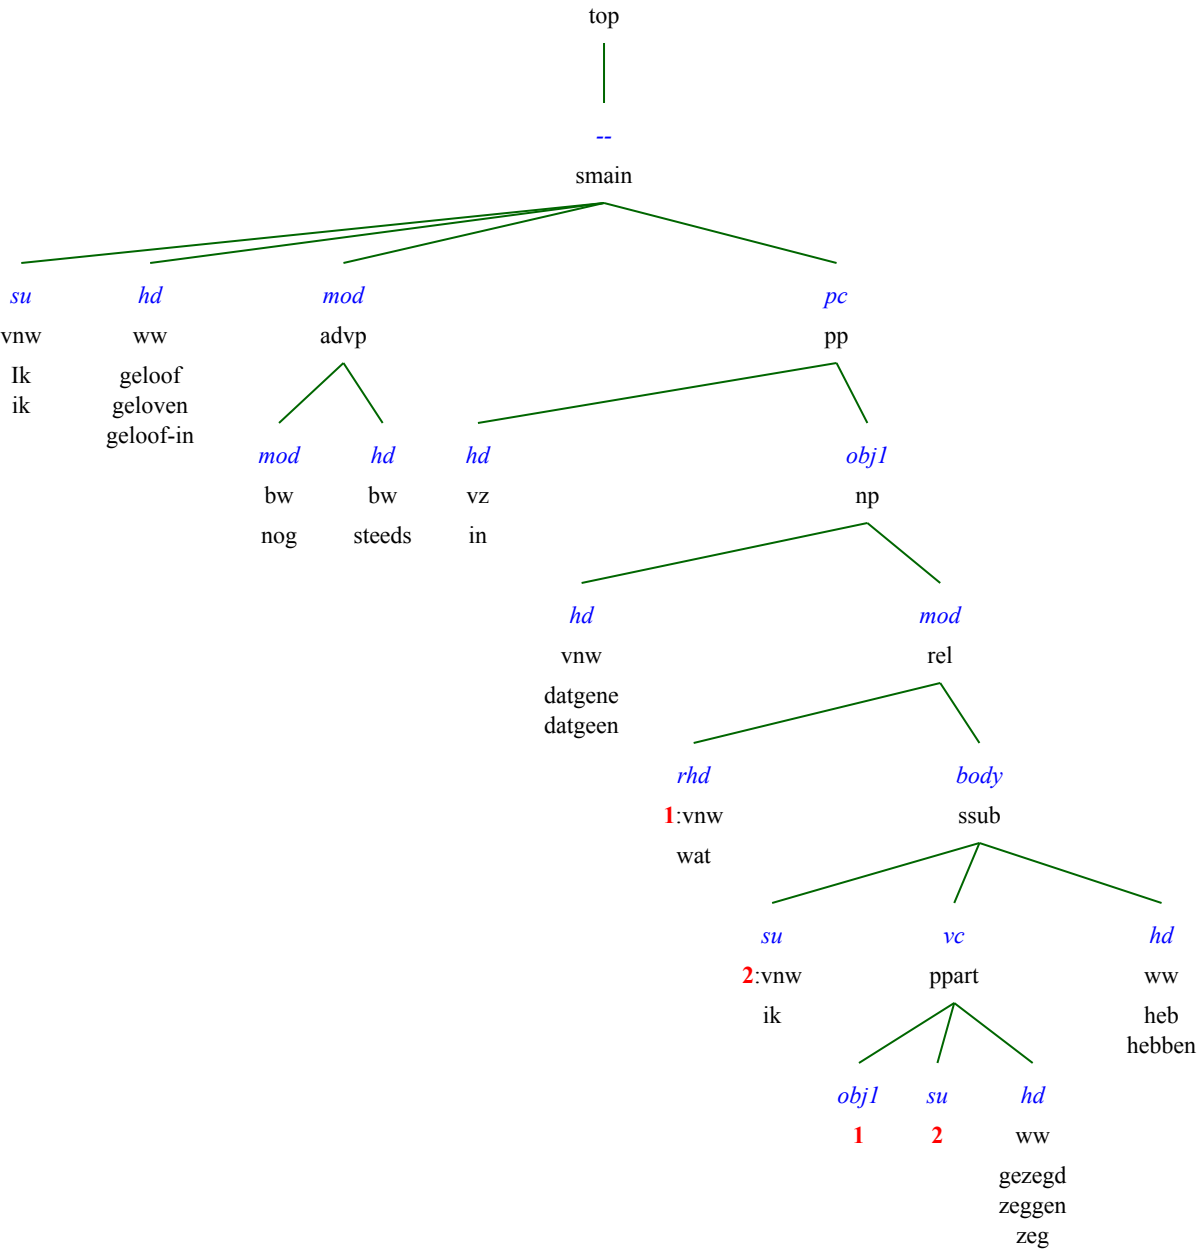 top
--
smain
su hd mod pc
vnw ww advp pp
Ik geloof
ik geloven
geloof-in
mod hd hd obj1
bw bw vz np
nog steeds in
hd mod
vnw rel
datgene
datgeen
rhd body
1:vnw ssub
wat
su vc hd
2:vnw ppart ww
ik heb
hebben
obj1 su hd
1 2 ww
gezegd
zeggen
zeg